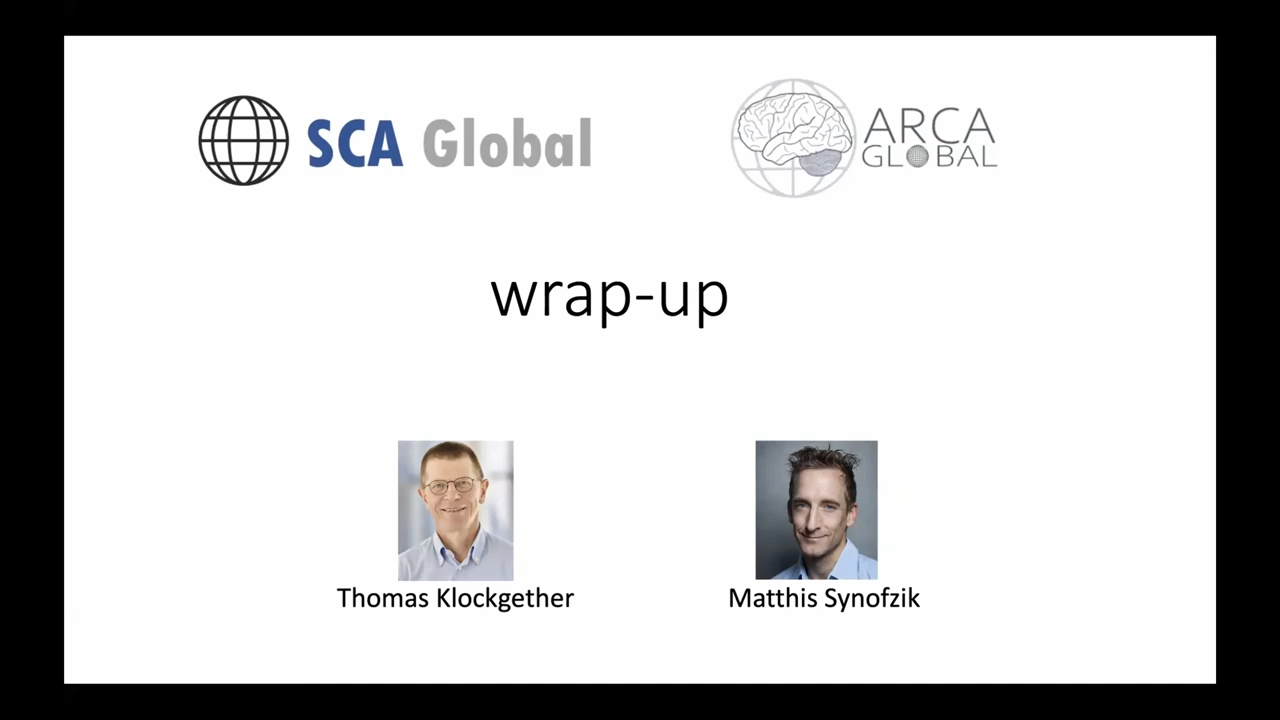 SCA Global
ARCA
GLOBAL
wrap-up
Thomas Klockgether
Matthis Synofzik